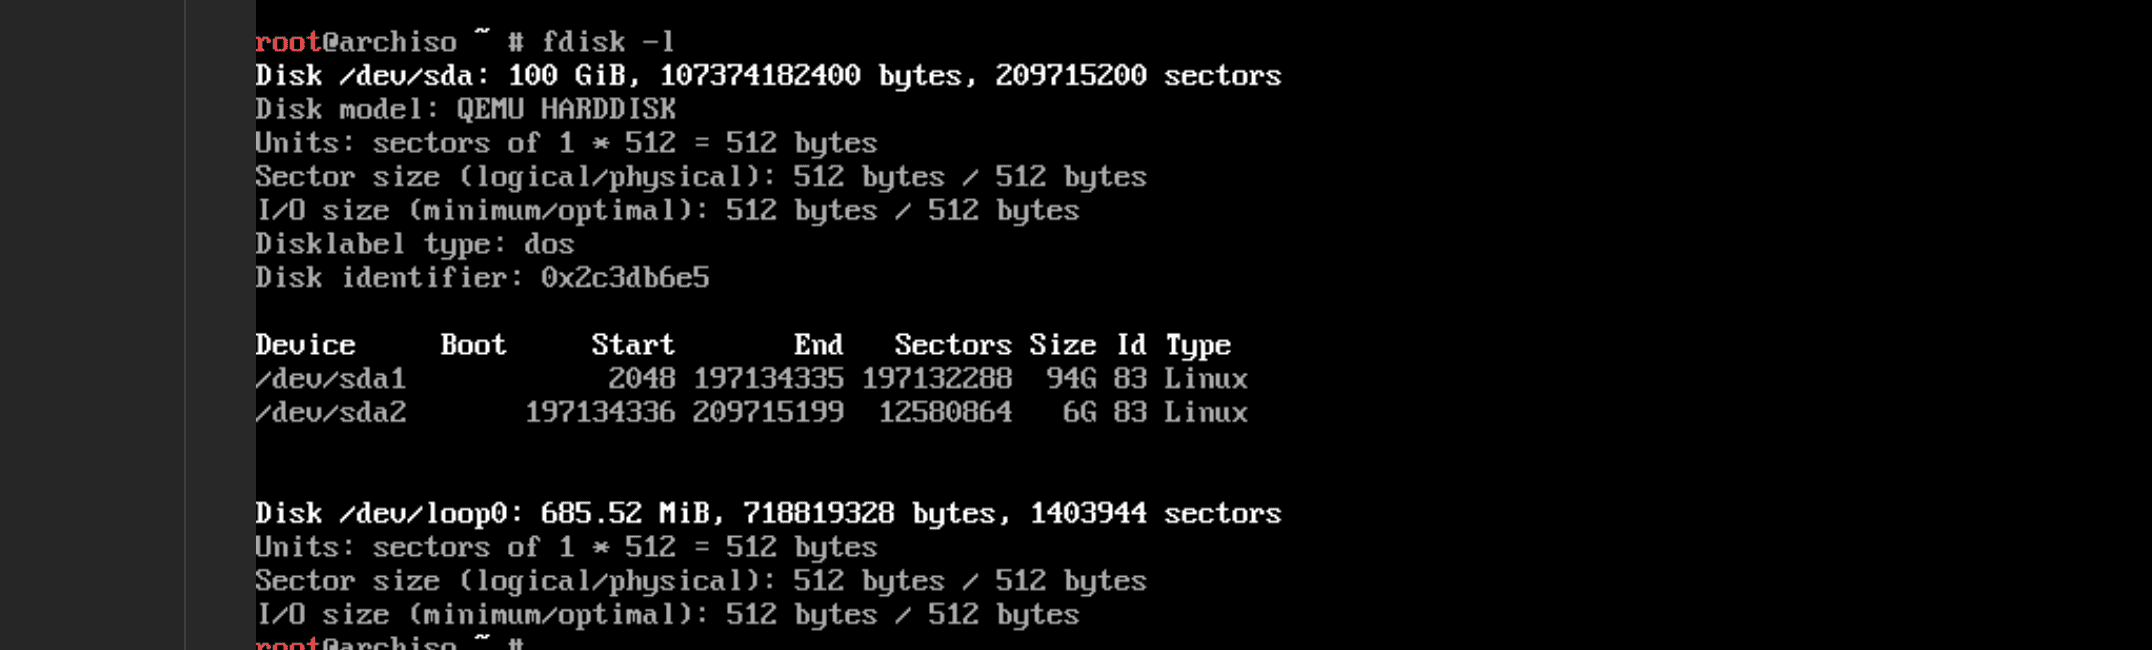 root@archiso ~ # fdisk -l
Disk /dev/sda: 100 GiB, 107374182400 bytes, 209715200 sectors
Disk model: QEMU HARDDISK
Units: sectors of 1 * 512 = 512 bytes
Sector size (logical/physical): 512 bytes / 512 bytes
I/O size (minimum/optimal): 512 bytes / 512 bytes
Disklabel type: dos
Disk identifier: 0x2c3db6e5
Device     Boot     Start       End   Sectors Size Id Type
/dev/sda1            2048 197134335 197132288  94G 83 Linux
/dev/sda2       197134336 209715199  12580864   6G 83 Linux
Disk /dev/loop0: 685.52 MiB, 718819328 bytes, 1403944 sectors
Units: sectors of 1 * 512 = 512 bytes
Sector size (logical/physical): 512 bytes / 512 bytes
I/O size (minimum/optimal): 512 bytes / 512 bytes
root@archiso ~ #